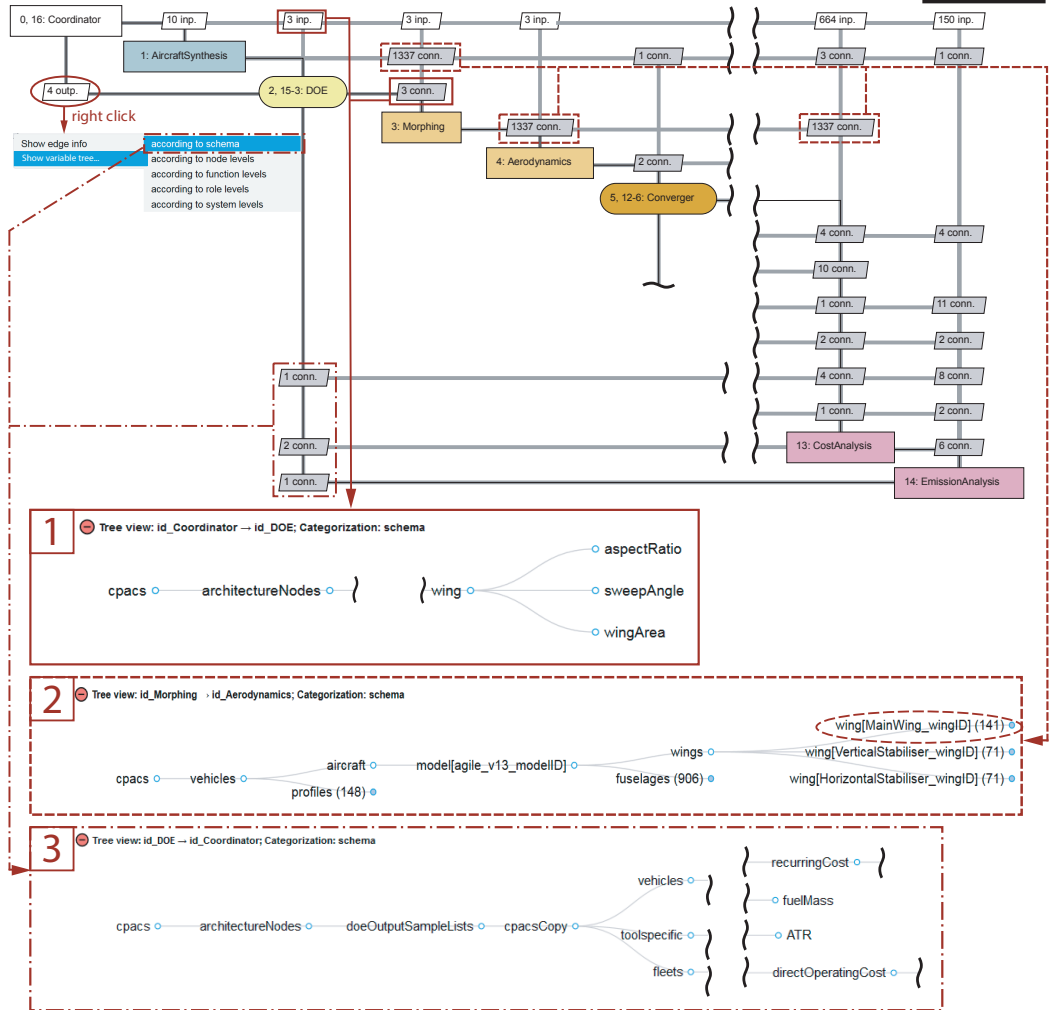 0, 16: Coordinator
10 inp.
3 inp.
3 inp.
3 inp.
664 inp.
150 inp.
1: AircraftSynthesis
1337 conn.
1 conn.
3 conn.
1 conn.
4 outp.
2, 15-3: DOE
3 conn.
right click
3: Morphing
1337 conn.
1337 conn.
Show edge info
Show variable tree...
according to schema
according to node levels
according to function levels
according to role levels
according to system levels
4: Aerodynamics
2 conn.
5, 12-6: Converger
4 conn.
4 conn.
10 conn.
1 conn.
11 conn.
2 conn.
2 conn.
1 conn.
4 conn.
8 conn.
1 conn.
2 conn.
2 conn.
13: CostAnalysis
6 conn.
1 conn.
14: EmissionAnalysis
1
Tree view: id_Coordinator → id_DOE; Categorization: schema
aspectRatio
cpacs
architectureNodes
wing
sweepAngle
wingArea
2
Tree view: id_Morphing → id_Aerodynamics; Categorization: schema
wing[MainWing_wingID] (141)
wings
wing[VerticalStabiliser_wingID] (71)
aircraft
model[agile_v13_modelID]
cpacs
vehicles
fuselages (906)
wing[HorizontalStabiliser_wingID] (71)
profiles (148)
3
Tree view: id_DOE → id_Coordinator; Categorization: schema
recurringCost
vehicles
fuelMass
cpacs
architectureNodes
doeOutputSampleLists
cpacsCopy
toolspecific
ATR
fleets
directOperatingCost